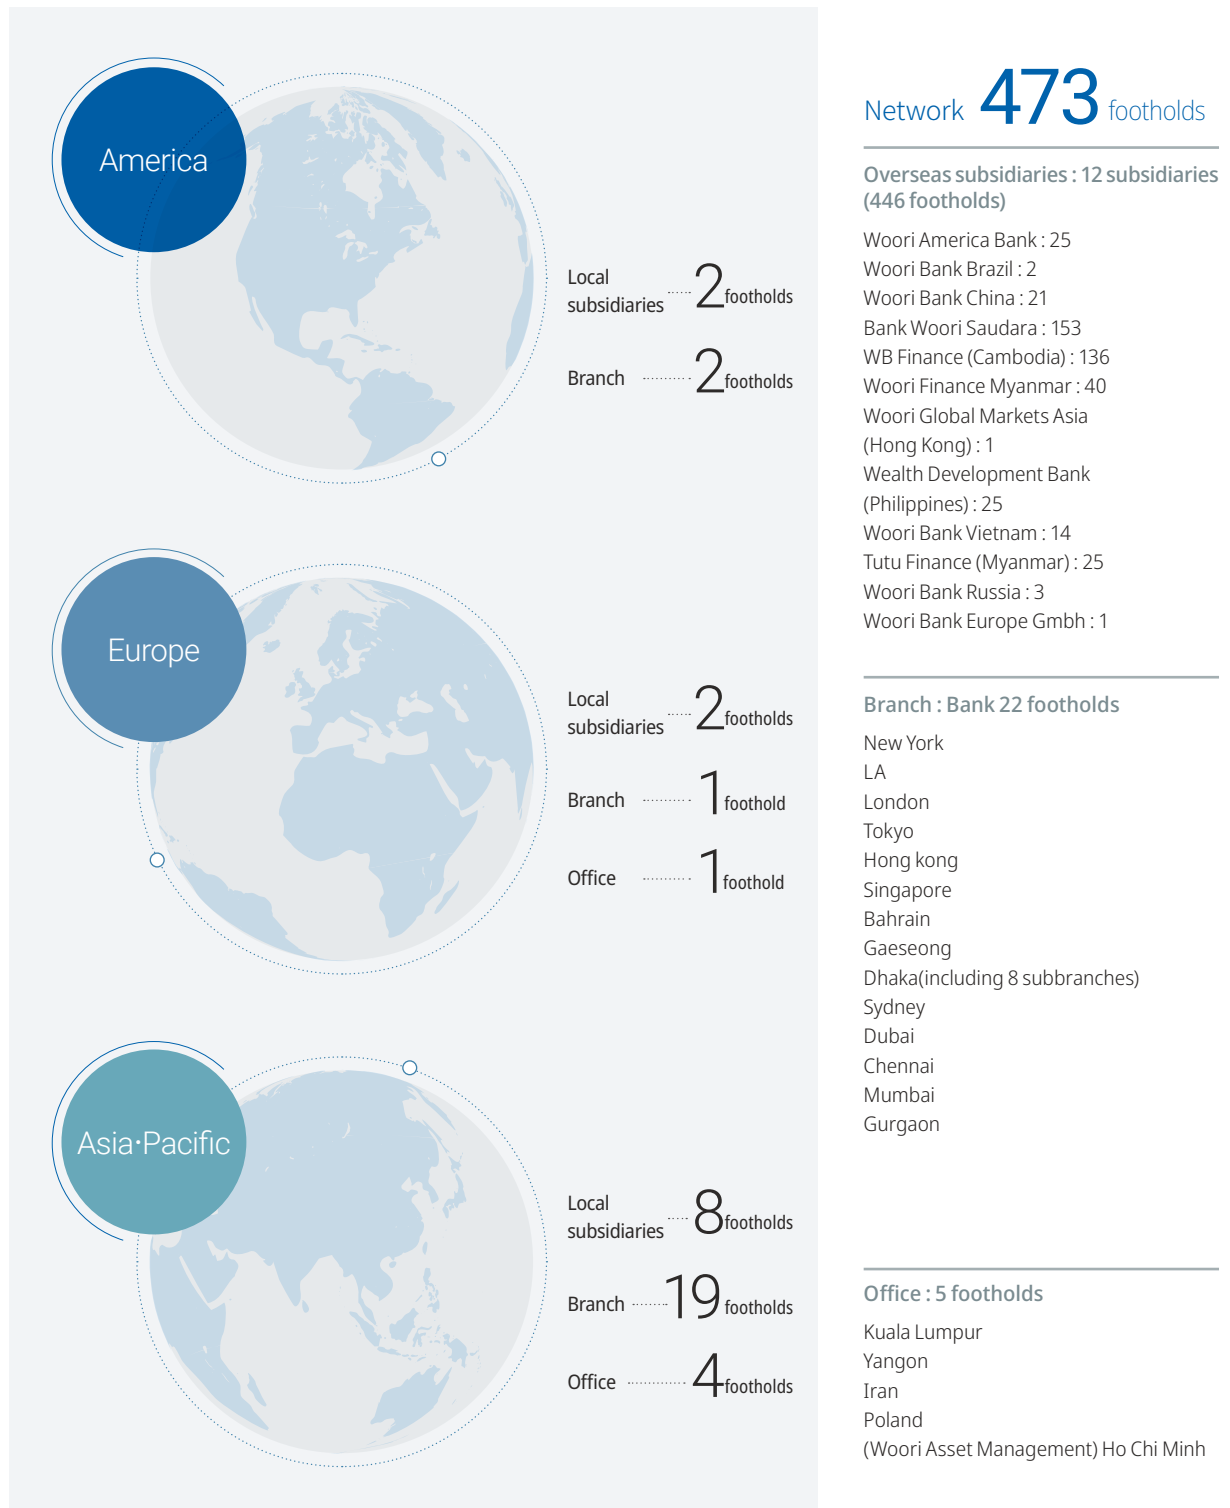 America
Local
subsidiaries 2 footholds
Branch 2 footholds
Europe
Local
subsidiaries 2 footholds
Branch 1 foothold
Office 1 foothold
Asia·Pacific
Local
subsidiaries 8 footholds
Branch 19 footholds
Office 4 footholds
Network 473 footholds
Overseas subsidiaries : 12 subsidiaries
(446 footholds)
Woori America Bank : 25
Woori Bank Brazil : 2
Woori Bank China : 21
Bank Woori Saudara : 153
WB Finance (Cambodia) : 136
Woori Finance Myanmar : 40
Woori Global Markets Asia
(Hong Kong) : 1
Wealth Development Bank
(Philippines) : 25
Woori Bank Vietnam : 14
Tutu Finance (Myanmar) : 25
Woori Bank Russia : 3
Woori Bank Europe Gmbh : 1
Branch : Bank 22 footholds
New York
LA
London
Tokyo
Hong kong
Singapore
Bahrain
Gaeseong
Dhaka(including 8 subbranches)
Sydney
Dubai
Chennai
Mumbai
Gurgaon
Office : 5 footholds
Kuala Lumpur
Yangon
Iran
Poland
(Woori Asset Management) Ho Chi Minh